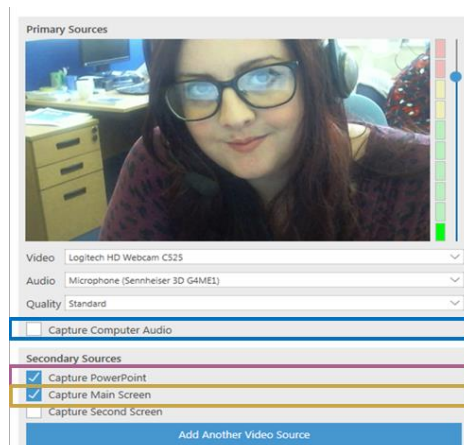 Primary Sources
Video Logitech HD Webcam C525
Audio Microphone (Sennheiser 3D G4ME1)
Quality Standard
Capture Computer Audio
Secondary Sources
Capture PowerPoint
Capture Main Screen
Capture Second Screen
Add Another Video Source